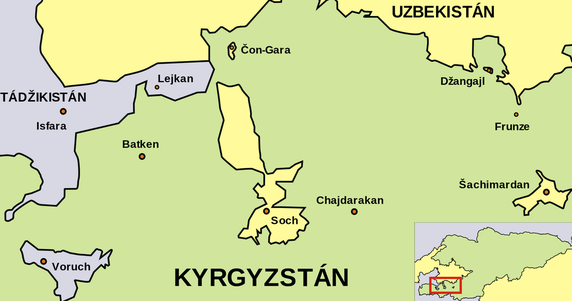 UZBEKISTÁN
Čon-Gara
Lejkan
Džangajl
TÁDŽIKISTÁN
Isfara
Frunze
Batken
Šachimardan
Chajdarakan
Soch
Voruch
KYRGYZSTÁN